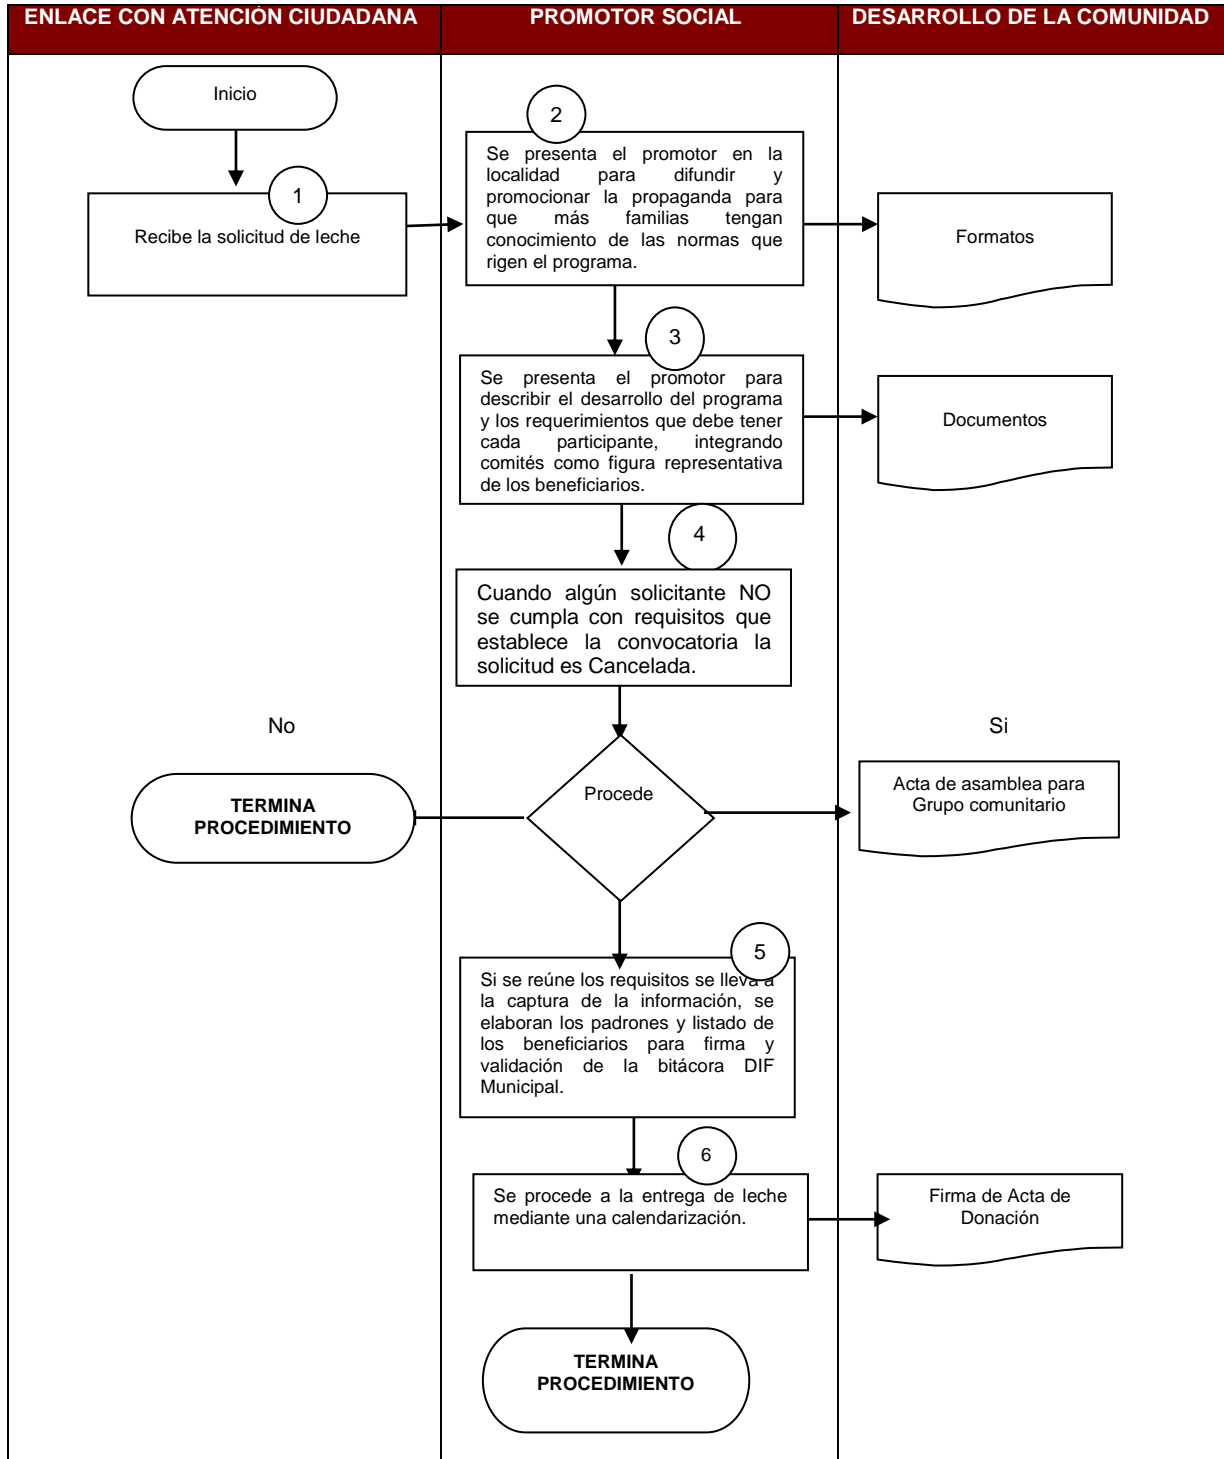 ENLACE CON ATENCIÓN CIUDADANA
PROMOTOR SOCIAL
DESARROLLO DE LA COMUNIDAD
Inicio
1
Recibe la solicitud de leche
2
Se presenta el promotor en la
localidad para difundir y
promocionar la propaganda para
que más familias tengan
conocimiento de las normas que
rigen el programa.
Formatos
3
Se presenta el promotor para
describir el desarrollo del programa
y los requerimientos que debe tener
cada participante, integrando
comités como figura representativa
de los beneficiarios.
Documentos
4
Cuando algún solicitante NO
se cumpla con requisitos que
establece la convocatoria la
solicitud es Cancelada.
No
Si
Procede
TERMINA
PROCEDIMIENTO
Acta de asamblea para
Grupo comunitario
5
Si se reúne los requisitos se lleva a
la captura de la información, se
elaboran los padrones y listado de
los beneficiarios para firma y
validación de la bitácora DIF
Municipal.
6
Se procede a la entrega de leche
mediante una calendarización.
Firma de Acta de
Donación
TERMINA
PROCEDIMIENTO